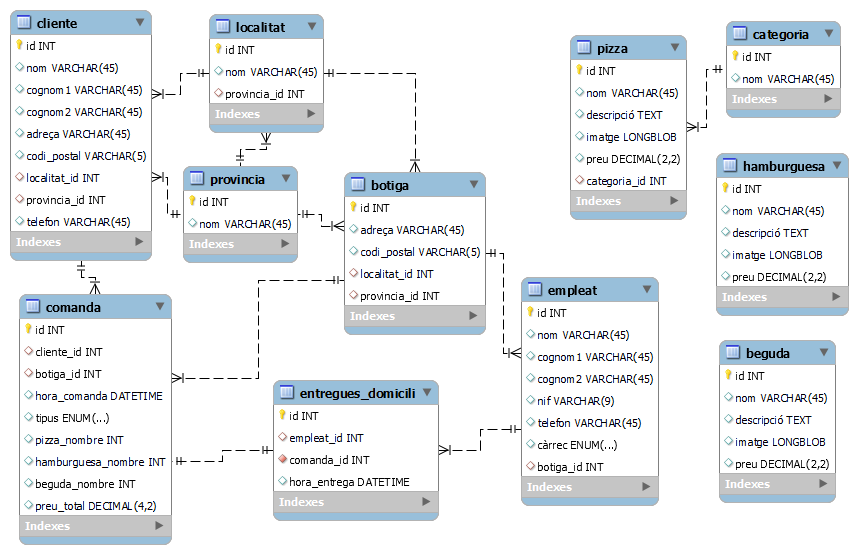 cliente
id INT
nom VARCHAR(45)
cognom1 VARCHAR(45)
cognom2 VARCHAR(45)
adreça VARCHAR(45)
codi_postal VARCHAR(5)
localitat_id INT
provincia_id INT
telefon VARCHAR(45)
Indexes
localitat
id INT
nom VARCHAR(45)
provincia_id INT
Indexes
provincia
id INT
nom VARCHAR(45)
Indexes
botiga
id INT
adreça VARCHAR(45)
codi_postal VARCHAR(5)
localitat_id INT
provincia_id INT
Indexes
pizza
id INT
nom VARCHAR(45)
descripció TEXT
imatge LONGBLOB
preu DECIMAL(2,2)
categoria_id INT
Indexes
categoria
id INT
nom VARCHAR(45)
Indexes
hamburguesa
id INT
nom VARCHAR(45)
descripció TEXT
imatge LONGBLOB
preu DECIMAL(2,2)
Indexes
comanda
id INT
cliente_id INT
botiga_id INT
hora_comanda DATETIME
tipus ENUM(...)
pizza_nombre INT
hamburguesa_nombre INT
beguda_nombre INT
preu_total DECIMAL(4,2)
Indexes
entregues_domicili
id INT
empleat_id INT
comanda_id INT
hora_entrega DATETIME
Indexes
empleat
id INT
nom VARCHAR(45)
cognom1 VARCHAR(45)
cognom2 VARCHAR(45)
nif VARCHAR(9)
telefon VARCHAR(45)
càrrec ENUM(...)
botiga_id INT
Indexes
beguda
id INT
nom VARCHAR(45)
descripció TEXT
imatge LONGBLOB
preu DECIMAL(2,2)
Indexes